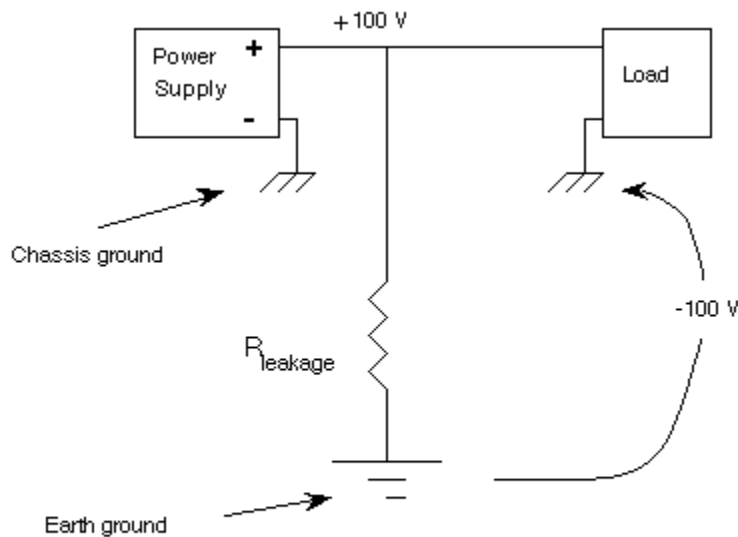 +100 V
Power
Supply
+
-
Load
Chassis ground
-100 V
Rleakage
Earth ground